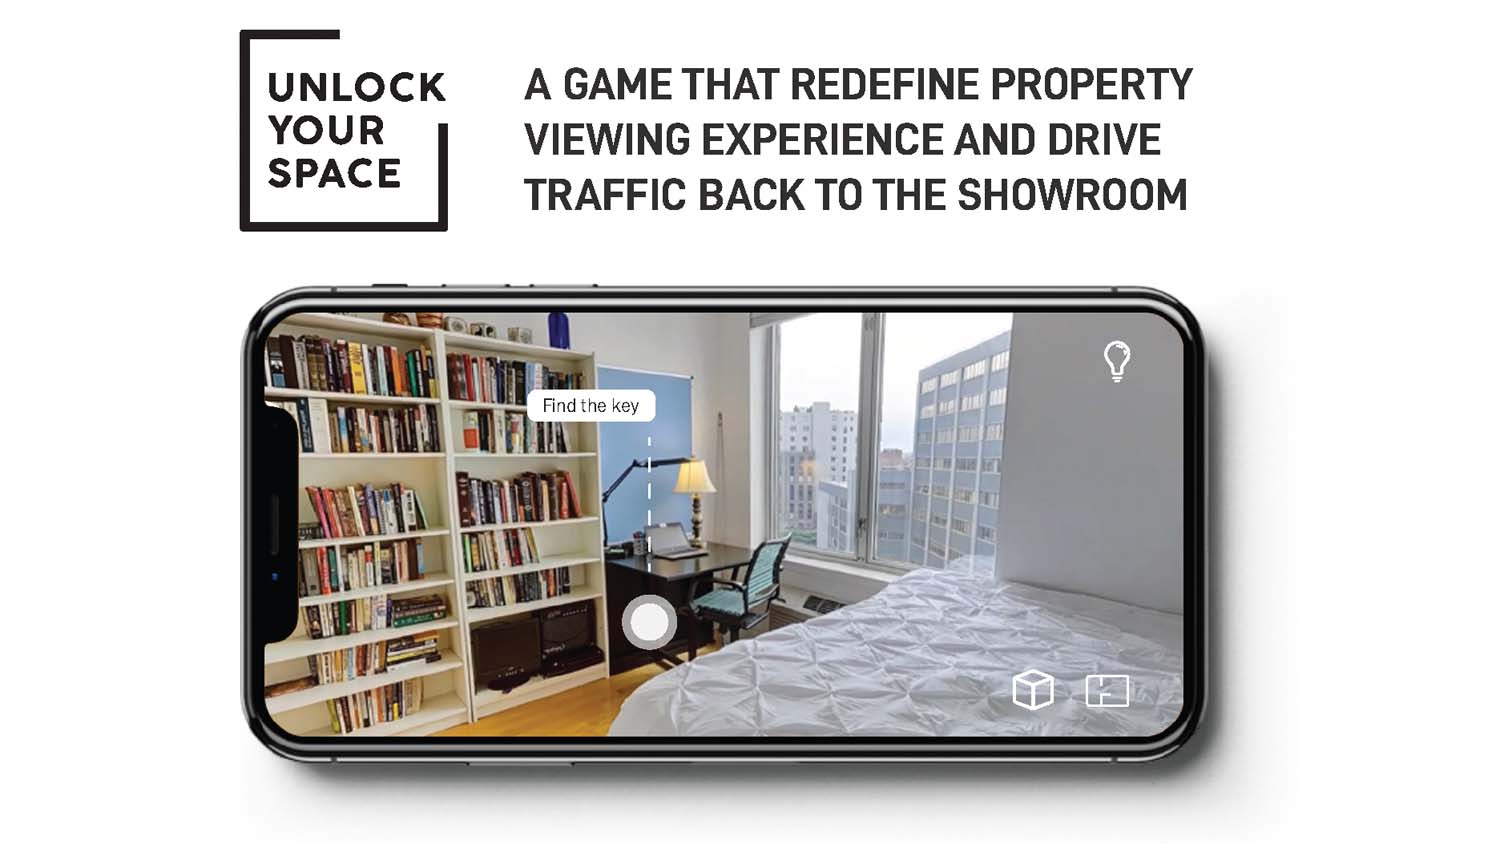 UNLOCK
YOUR
SPACE
A GAME THAT REDEFINE PROPERTY
VIEWING EXPERIENCE AND DRIVE
TRAFFIC BACK TO THE SHOWROOM
Find the key